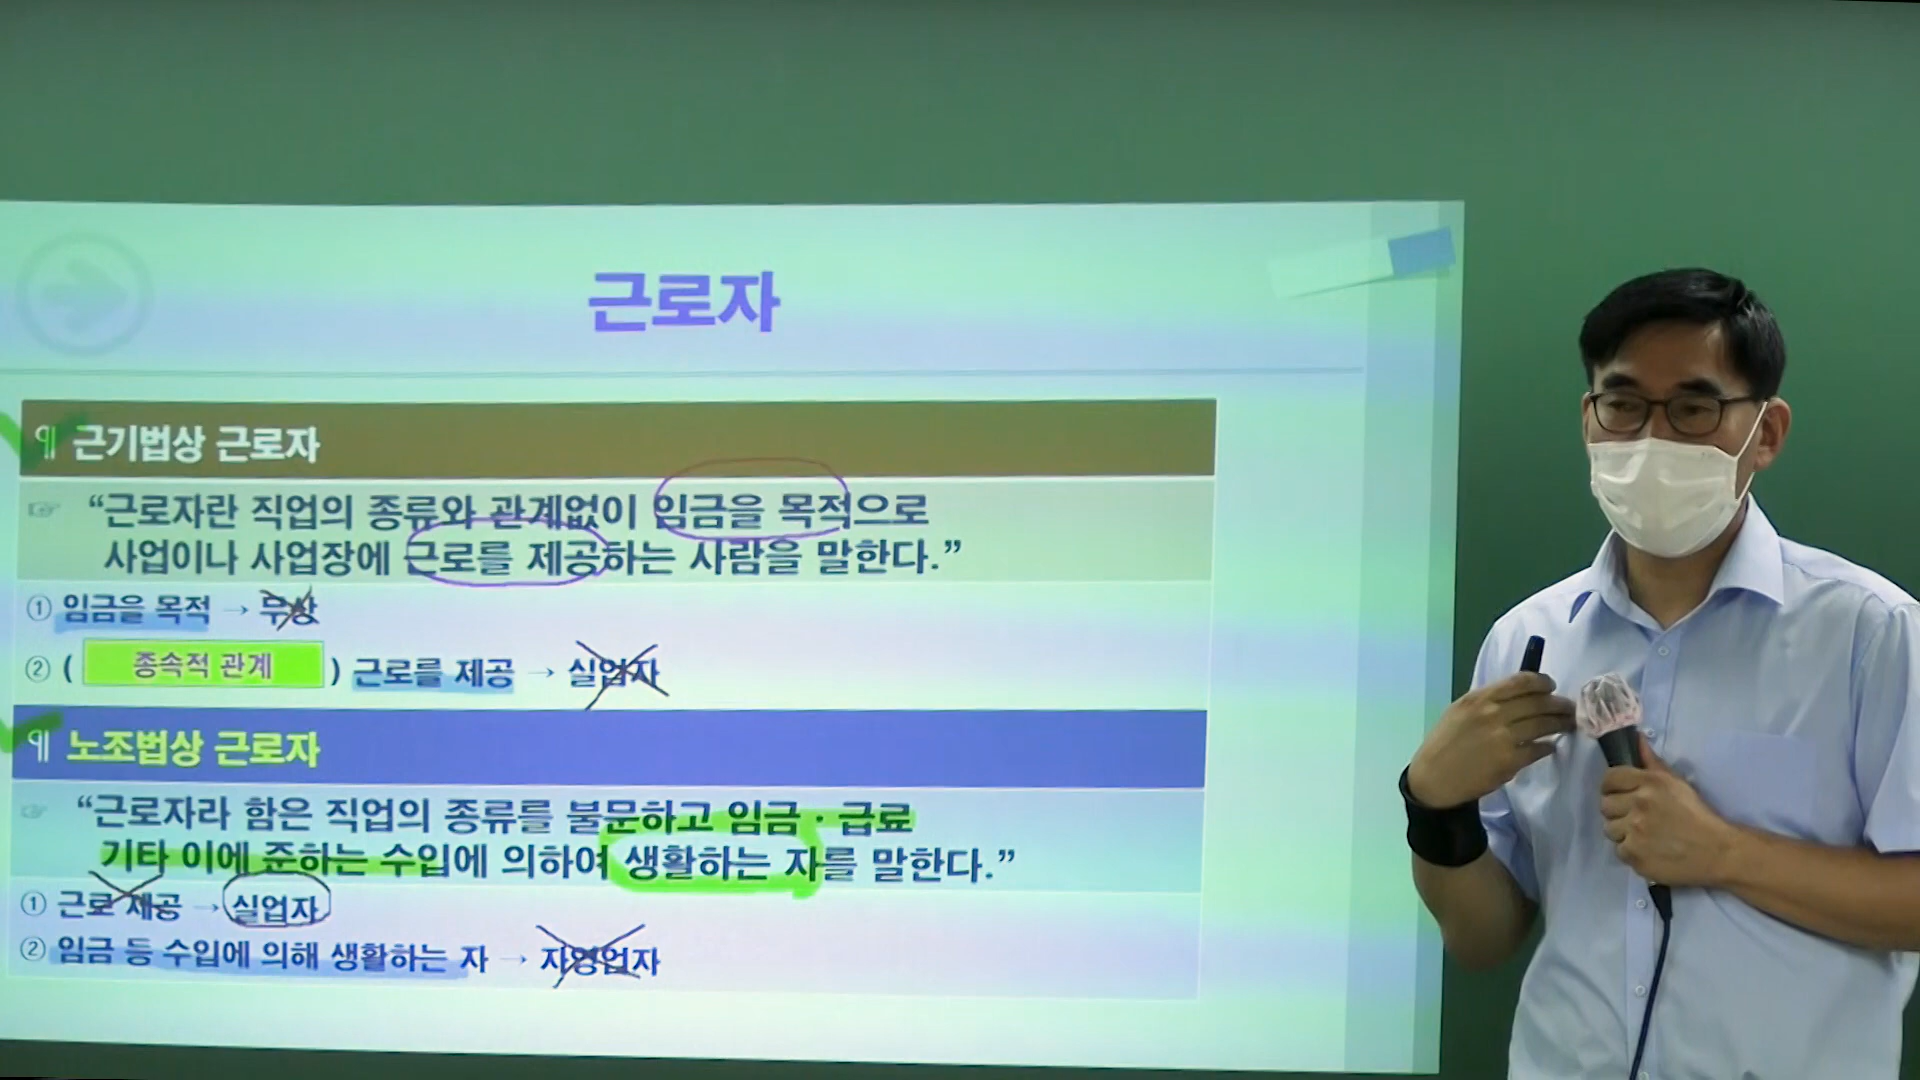 근로자
¶ 근기법상 근로자
☞ “근로자란 직업의 종류와 관계없이 임금을 목적으로
사업이나 사업장에 근로를 제공하는 사람을 말한다.”
① 임금을 목적 → 무상
② ( 종속적 관계 ) 근로를 제공 → 실업자
¶ 노조법상 근로자
☞ “근로자라 함은 직업의 종류를 불문하고 임금·급료
기타 이에 준하는 수입에 의하여 생활하는 자를 말한다.”
① 근로 제공 → 실업자
② 임금 등 수입에 의해 생활하는 자 → 자영업자